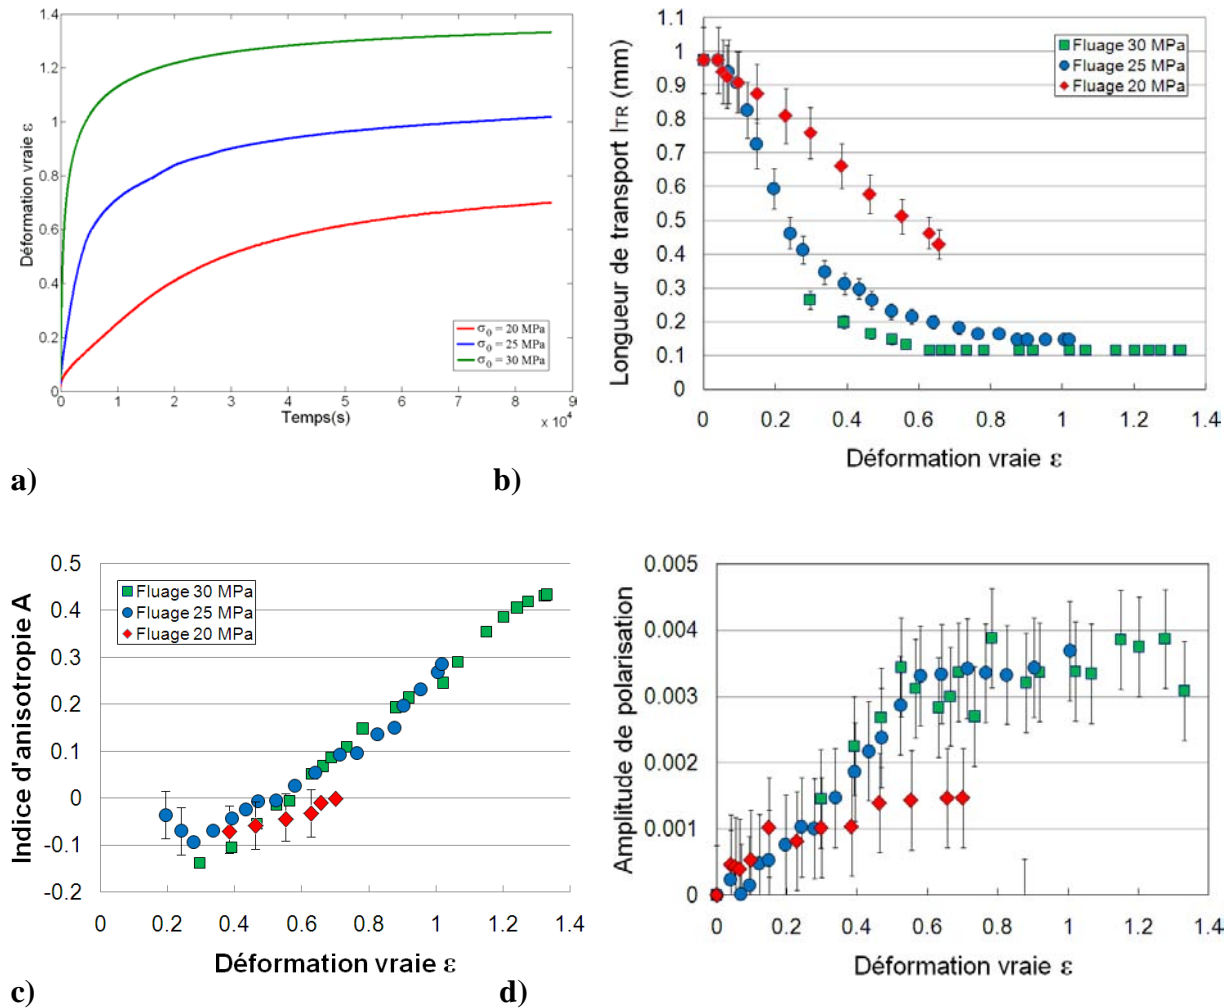 1.4
1.2
1
0.8
0.6
0.4
0.2
0
Déformation vraie ε
0 1 2 3 4 5 6 7 8 9
Temps(s)
x 10⁴
σ₀ = 20 MPa
σ₀ = 25 MPa
σ₀ = 30 MPa
a)
1.1
1
0.9
0.8
0.7
0.6
0.5
0.4
0.3
0.2
0.1
0
Longueur de transport lTR (mm)
Fluage 30 MPa
Fluage 25 MPa
Fluage 20 MPa
0 0.2 0.4 0.6 0.8 1 1.2 1.4
Déformation vraie ε
b)
0.5
0.4
0.3
0.2
0.1
0
-0.1
-0.2
Indice d'anisotropie A
Fluage 30 MPa
Fluage 25 MPa
Fluage 20 MPa
0 0.2 0.4 0.6 0.8 1 1.2 1.4
Déformation vraie ε
c)
0.005
0.004
0.003
0.002
0.001
0
Amplitude de polarisation
0 0.2 0.4 0.6 0.8 1 1.2 1.4
Déformation vraie ε
d)